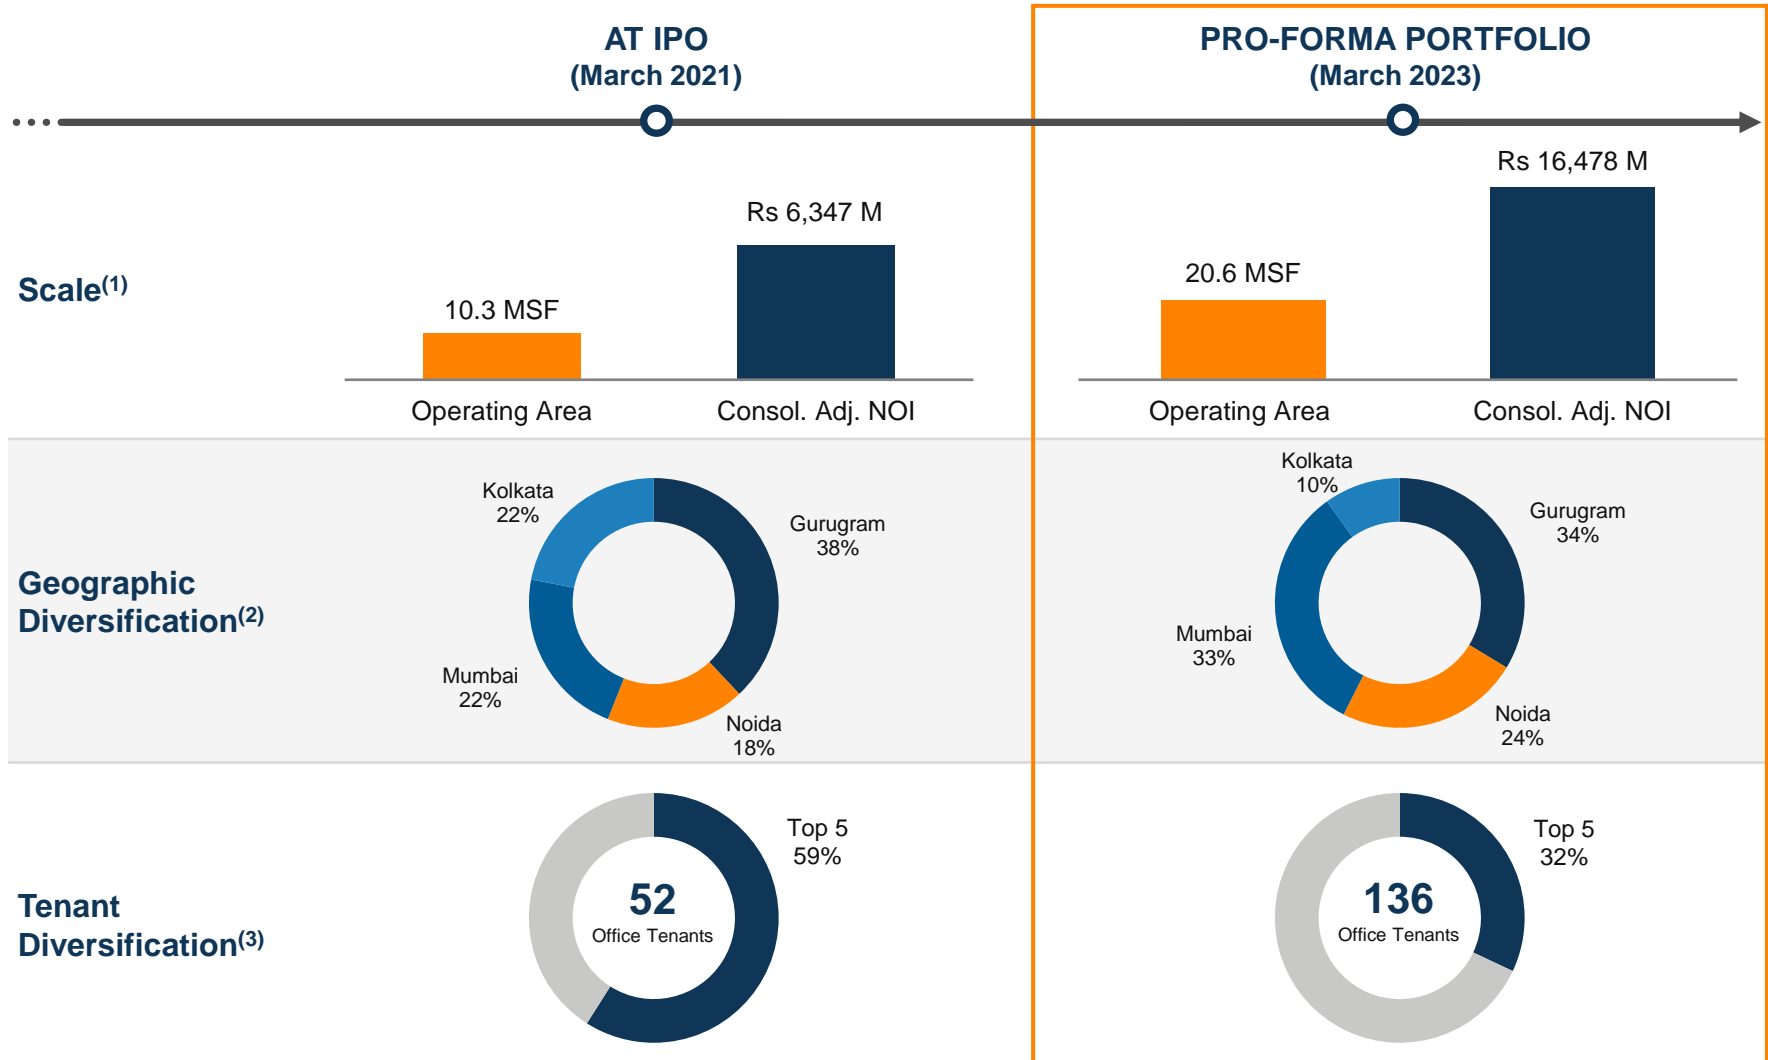 AT IPO
(March 2021)
PRO-FORMA PORTFOLIO
(March 2023)
Scale(1)
10.3 MSF
Rs 6,347 M
Operating Area
Consol. Adj. NOI
20.6 MSF
Rs 16,478 M
Operating Area
Consol. Adj. NOI
Geographic
Diversification(2)
Kolkata
22%
Gurugram
38%
Mumbai
22%
Noida
18%
Kolkata
10%
Gurugram
34%
Mumbai
33%
Noida
24%
Tenant
Diversification(3)
Top 5
59%
52
Office Tenants
Top 5
32%
136
Office Tenants